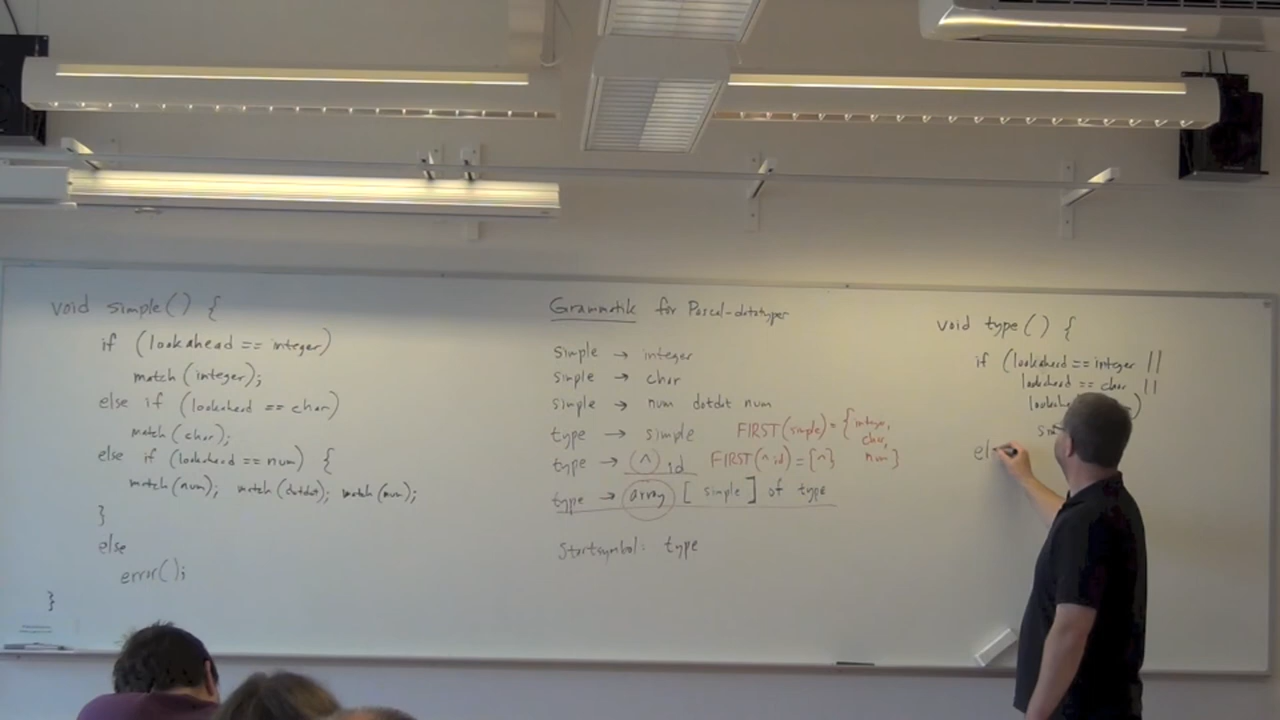 void simple() {
if (lookahead == integer)
match (integer);
else if (lookahead == char)
match (char);
else if (lookahead == num) {
match(num); match(dotdot); match(num);
}
else
error();
}
Grammatik for Pascal-datatyper
simple → integer
simple → char
simple → num dotdot num
type → simple FIRST(simple) = {integer,
char,
type → ^ id FIRST(^id) = {^} num}
type → array [ simple ] of type
Startsymbol: type
void type() {
if (lookahead == integer ||
lookahead == char ||